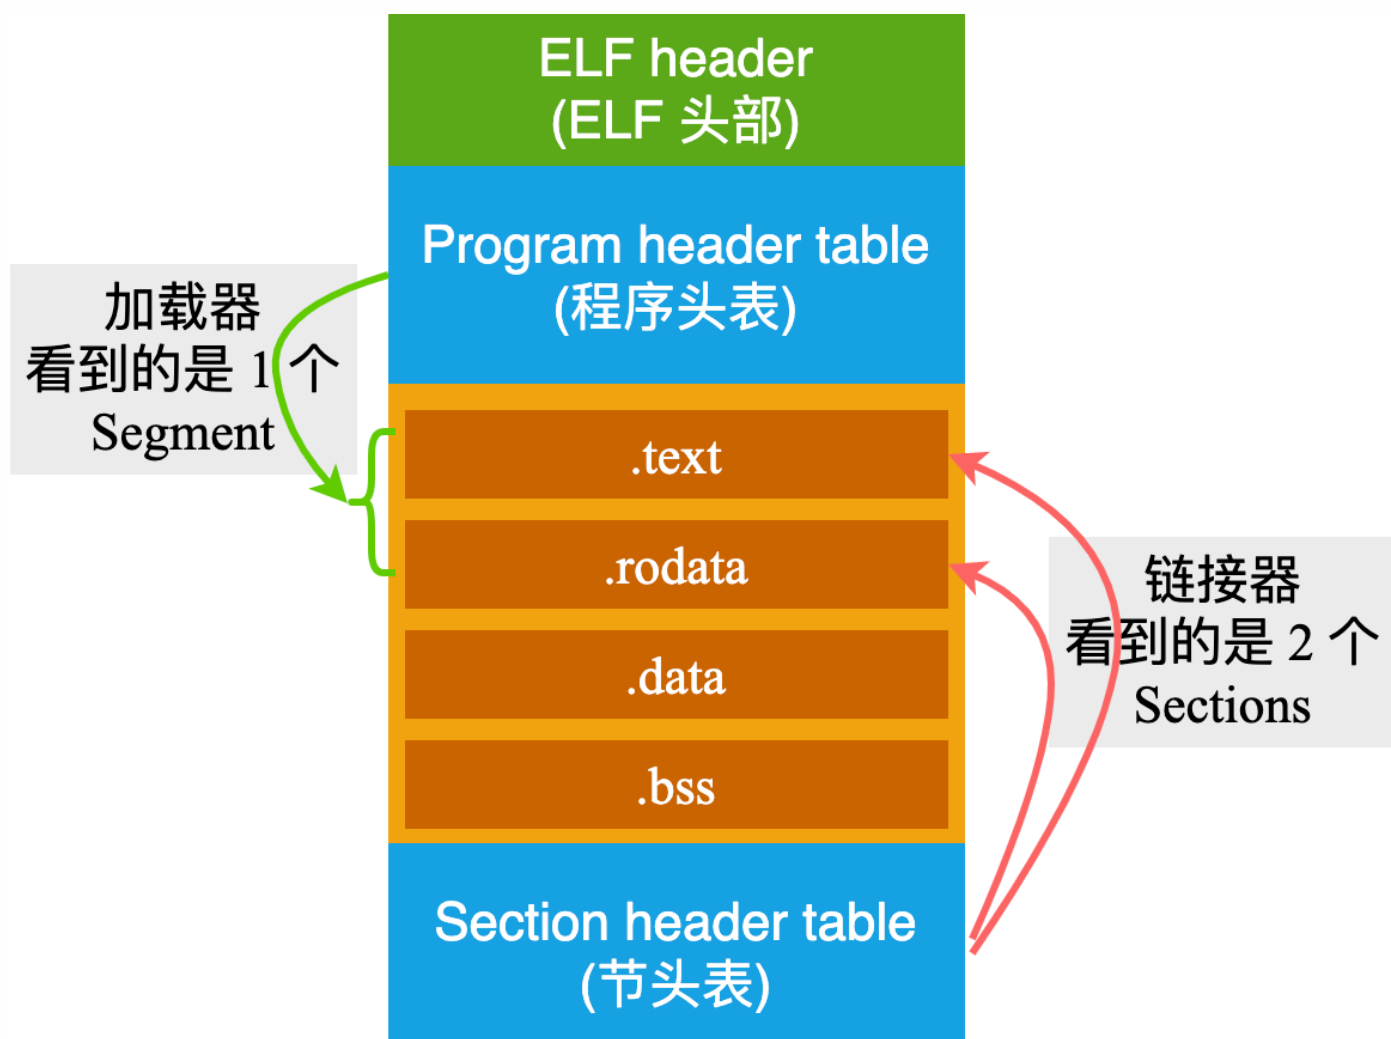 ELF header
(ELF 头部)
Program header table
(程序头表)
加载器
看到的是 1 个
Segment
.text
.rodata
.data
.bss
链接器
看到的是 2 个
Sections
Section header table
(节头表)